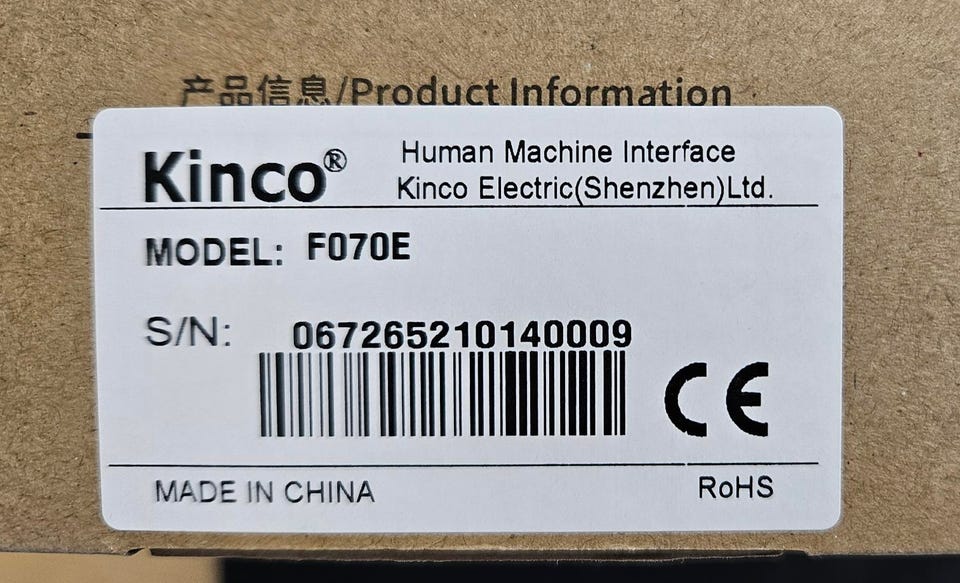 产品信息/Product Information
Kinco®
Human Machine Interface
Kinco Electric(Shenzhen)Ltd.
MODEL: F070E
S/N: 067265210140009
CE
MADE IN CHINA
RoHS